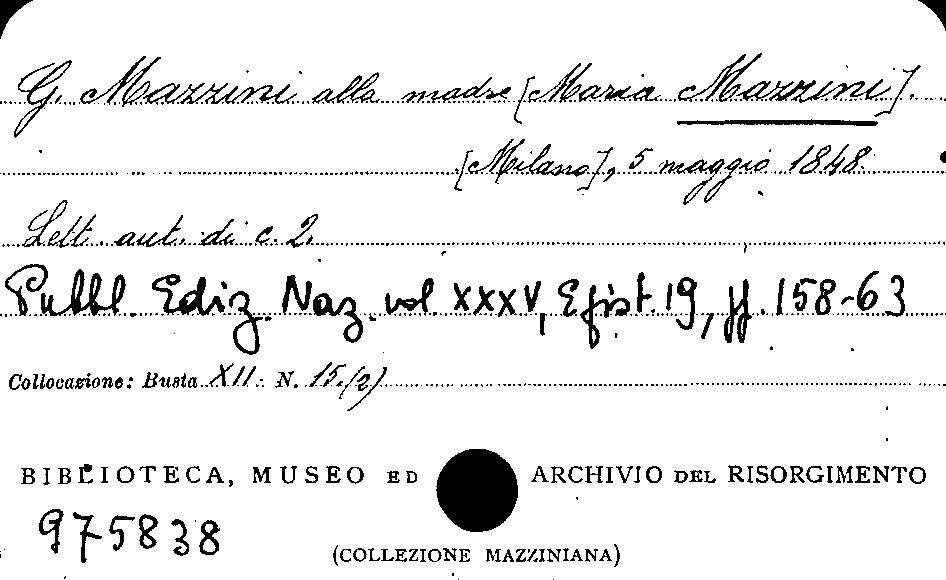 G. Mazzini alla madre [Maria Mazzini].
[Milano], 5 maggio 1848.
Lett. aut. di c. 2.
Pubbl. Ediz. Naz. vol. XXXV, Epist. 19, pp. 158-63
Collocazione: Busta XII. N. 15.(2)
BIBLIOTECA, MUSEO ED ARCHIVIO DEL RISORGIMENTO
975838
(COLLEZIONE MAZZINIANA)